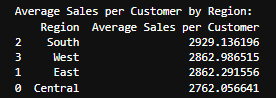 Average Sales per Customer by Region:
Region Average Sales per Customer
2 South 2929.136196
3 West 2862.986515
1 East 2862.291556
0 Central 2762.056641